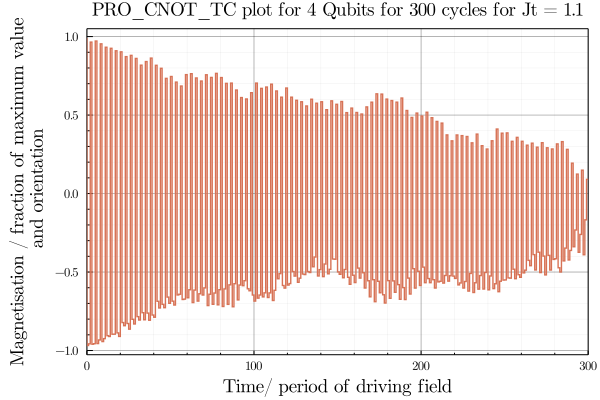 PRO_CNOT_TC plot for 4 Qubits for 300 cycles for Jt = 1.1
Magnetisation / fraction of maximum value
and orientation
1.0
0.5
0.0
−0.5
−1.0
0
100
200
300
Time/ period of driving field